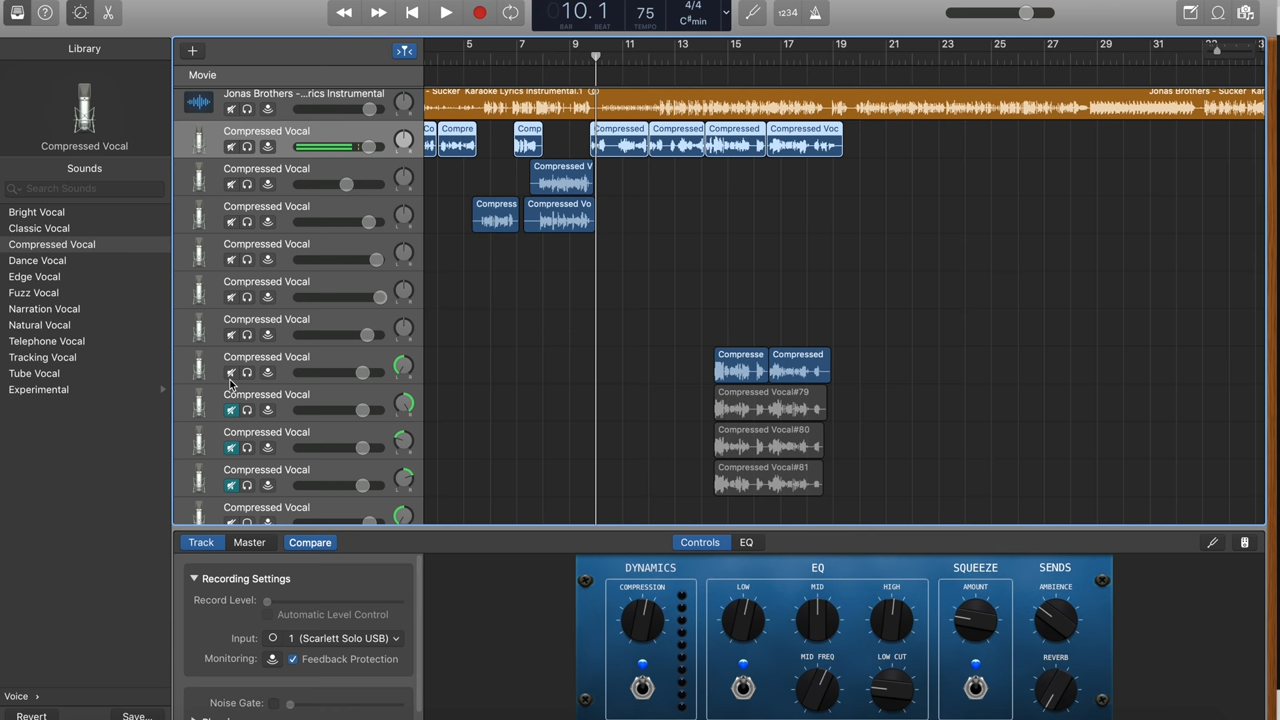 10.1
BAR
BEAT
75
TEMPO
4/4
C♯min
1234
Library
5
7
9
11
13
15
17
19
21
23
25
27
29
31
Movie
Jonas Brothers -...rics Instrumental
- Sucker Karaoke Lyrics Instrumental.1
Jonas Brothers - Sucker Kar
Compressed Vocal
Co
Compre
Comp
Compressed
Compressed
Compressed
Compressed Voc
Compressed Vocal
Sounds
Compressed Vocal
Compressed V
Search Sounds
Compressed Vocal
Compress
Compressed Vo
Bright Vocal
Classic Vocal
Compressed Vocal
Dance Vocal
Edge Vocal
Fuzz Vocal
Narration Vocal
Natural Vocal
Telephone Vocal
Tracking Vocal
Tube Vocal
Experimental
Compressed Vocal
Compressed Vocal
Compressed Vocal
Compressed Vocal
Compresse
Compressed
Compressed Vocal
Compressed Vocal#79
Compressed Vocal
Compressed Vocal#80
Compressed Vocal
Compressed Vocal#81
Compressed Vocal
Track
Master
Compare
Controls
EQ
Recording Settings
Record Level:
Automatic Level Control
Input:
1 (Scarlett Solo USB)
Monitoring:
Feedback Protection
Noise Gate:
DYNAMICS
EQ
SQUEEZE
SENDS
COMPRESSION
LOW
MID
HIGH
AMOUNT
AMBIENCE
MID FREQ
LOW CUT
REVERB
Voice
Revert
Save...